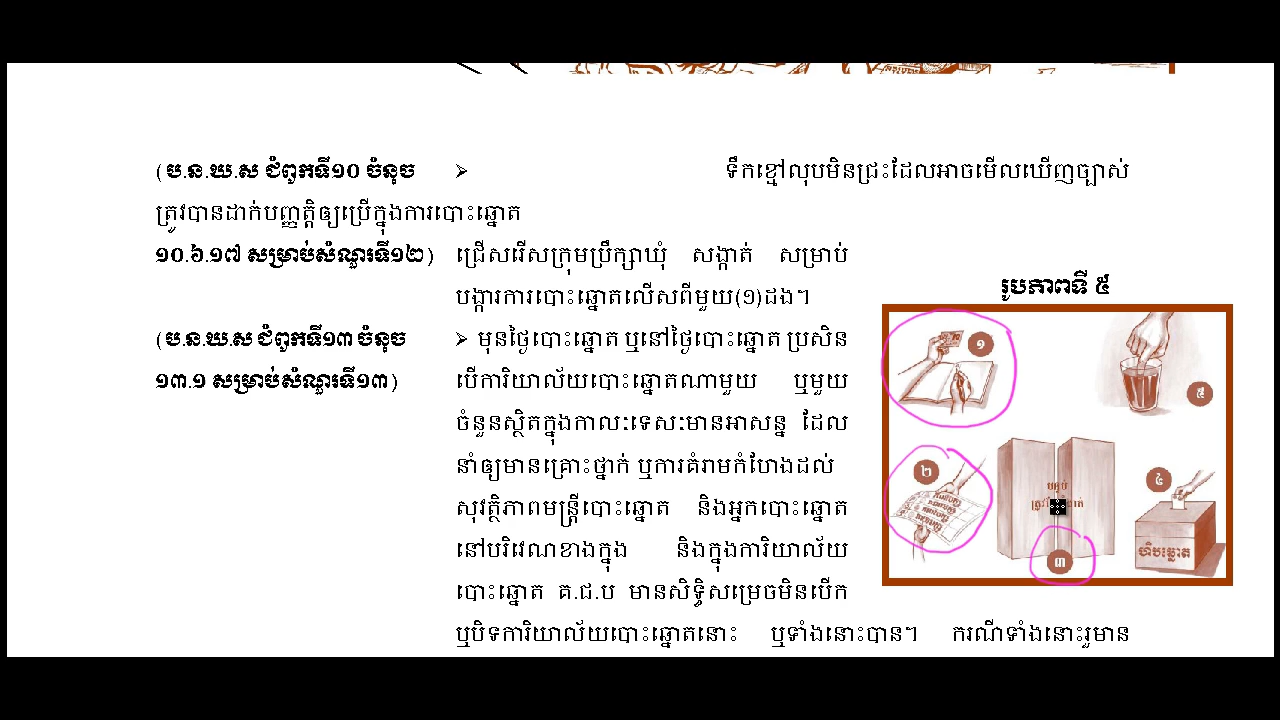 (ប.ន.ឃ.ស ជំពូកទី១០ ចំនុច ➢ ទឹកខ្មៅលុបមិនជ្រះដែលអាចមើលឃើញច្បាស់
ត្រូវបានដាក់បញ្ញត្តិឲ្យប្រើក្នុងការបោះឆ្នោត
១០.៦.១៧ សម្រាប់សំណួរទី១២) ជ្រើសរើសក្រុមប្រឹក្សាឃុំ សង្កាត់ សម្រាប់
បង្ការការបោះឆ្នោតលើសពីមួយ(១)ដង។
(ប.ន.ឃ.ស ជំពូកទី១៣ ចំនុច ➢ មុនថ្ងៃបោះឆ្នោត ឬនៅថ្ងៃបោះឆ្នោត ប្រសិន
១៣.១ សម្រាប់សំណួរទី១៣) បើការិយាល័យបោះឆ្នោតណាមួយ ឬមួយ
ចំនួនស្ថិតក្នុងកាលៈទេសៈមានអាសន្ន ដែល
នាំឲ្យមានគ្រោះថ្នាក់ ឬការគំរាមកំហែងដល់
សុវត្ថិភាពមន្ត្រីបោះឆ្នោត និងអ្នកបោះឆ្នោត
នៅបរិវេណខាងក្នុង និងក្នុងការិយាល័យ
បោះឆ្នោត គ.ជ.ប មានសិទ្ធិសម្រេចមិនបើក
ឬបិទការិយាល័យបោះឆ្នោតនោះ ឬទាំងនោះបាន។ ករណីទាំងនោះរួមាន
រូបភាពទី ៥
១
៥
២
បន្ទប់
៤
ហិបឆ្នោត
៣